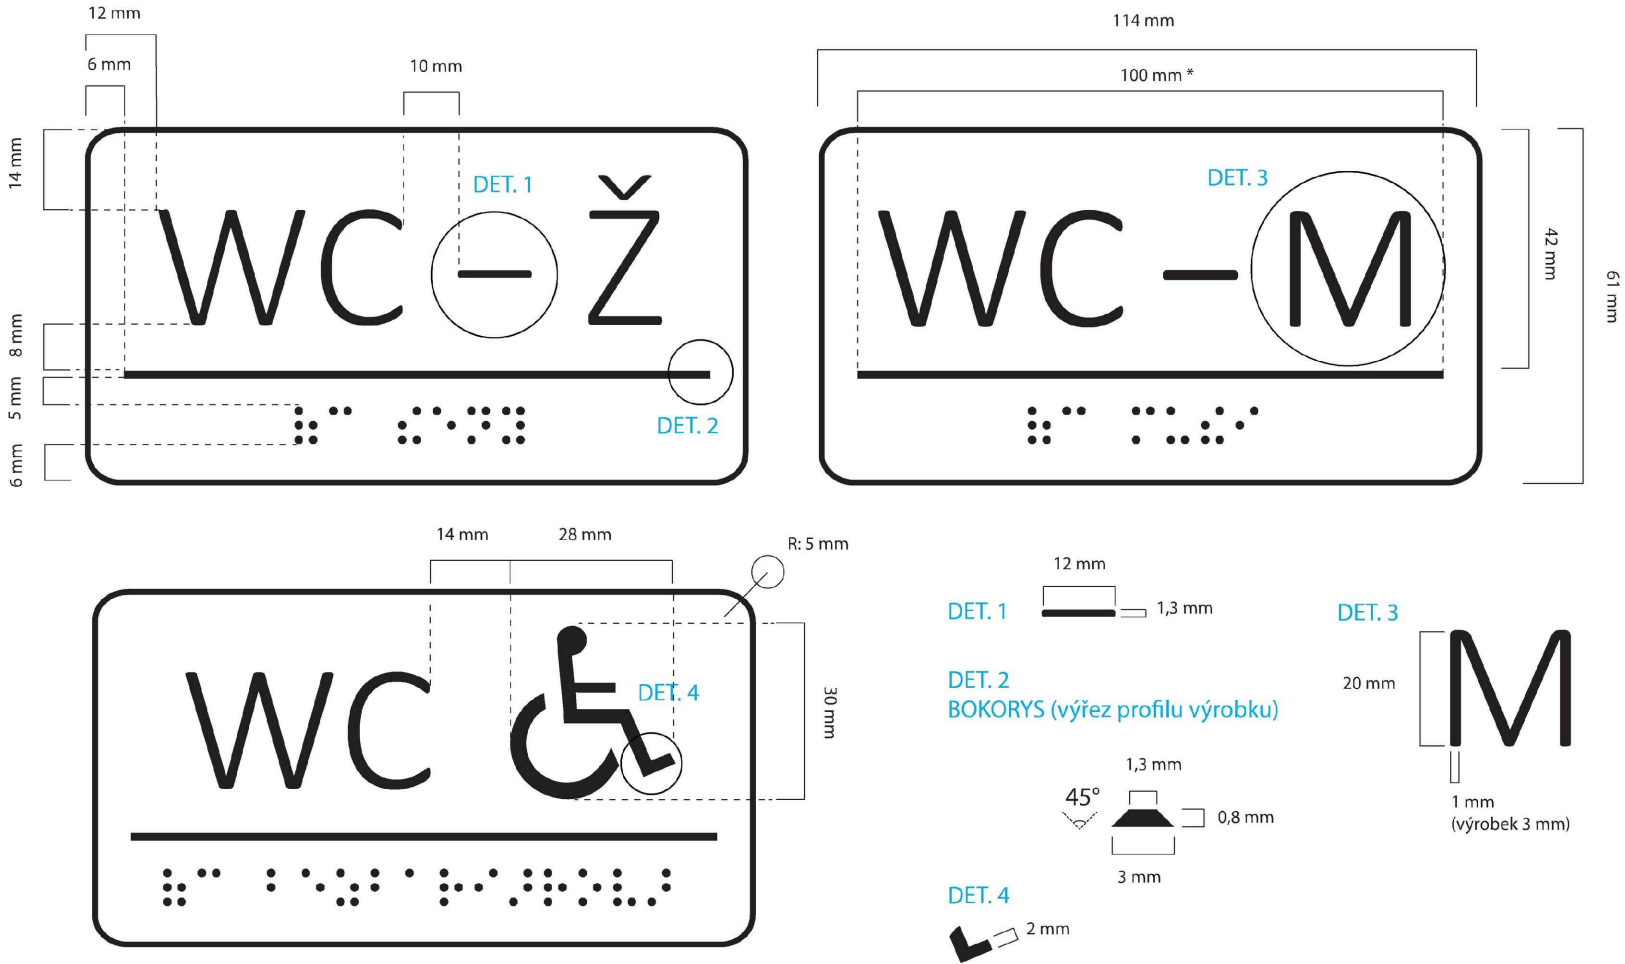 12 mm
6 mm
10 mm
14 mm
DET. 1
WC – Ž
8 mm
5 mm
DET. 2
6 mm
114 mm
100 mm *
DET. 3
WC – M
42 mm
61 mm
14 mm
28 mm
R: 5 mm
DET. 4
WC
30 mm
DET. 1
12 mm
1,3 mm
DET. 2
BOKORYS (výřez profilu výrobku)
45°
1,3 mm
0,8 mm
3 mm
DET. 3
20 mm
M
1 mm
(výrobek 3 mm)
DET. 4
2 mm